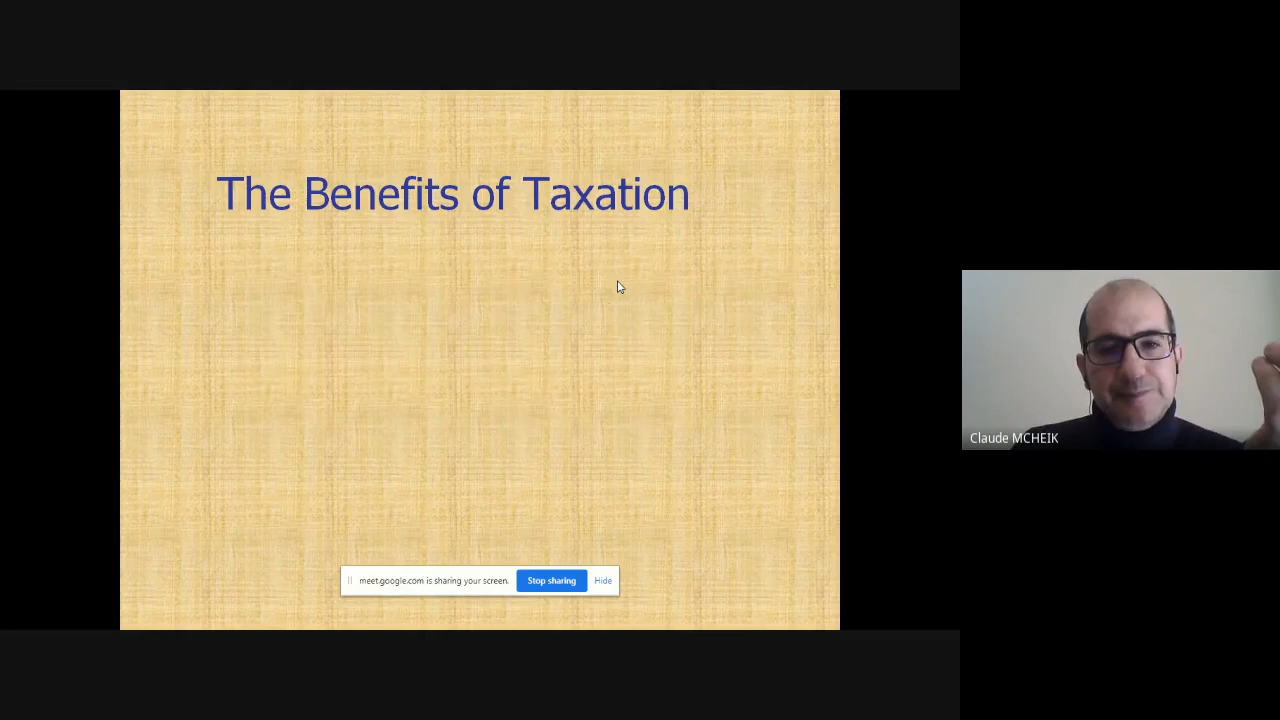 The Benefits of Taxation
Claude MCHEIK
meet.google.com is sharing your screen. Stop sharing Hide